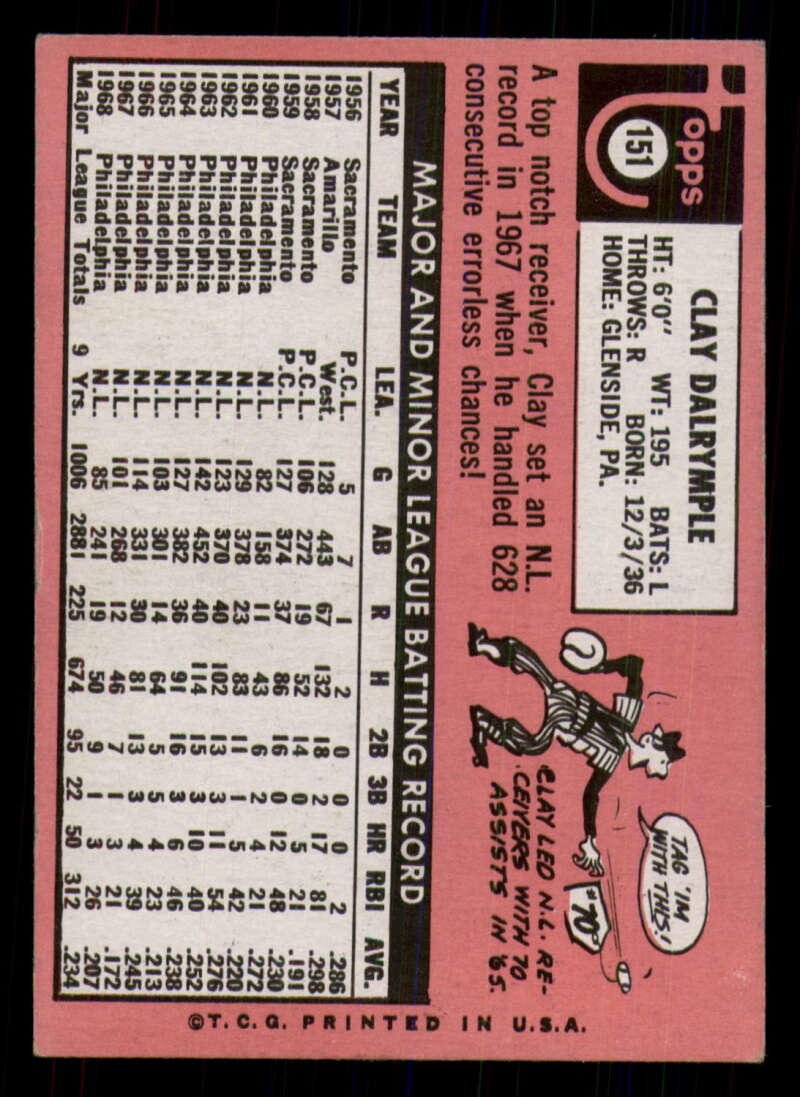 Topps
151
CLAY DALRYMPLE
HT: 6'0" WT: 195 BATS: L
THROWS: R BORN: 12/3/36
HOME: GLENSIDE, PA.
A top notch receiver, Clay set an N.L.
record in 1967 when he handled 628
consecutive errorless chances!
TAG 'IM
WITH THIS!
"70"
CLAY LED N.L. RE-
CEIVERS WITH 70
ASSISTS IN '65.
MAJOR AND MINOR LEAGUE BATTING RECORD
YEAR TEAM LEA. G AB R H 2B 3B HR RBI AVG.
1956 Sacramento P.C.L. 5 7 1 2 0 0 0 2 .286
1957 Amarillo West. 128 443 67 132 18 2 17 81 .298
1958 Sacramento P.C.L. 106 272 19 52 14 0 5 21 .191
1959 Sacramento P.C.L. 127 374 37 86 16 0 12 48 .230
1960 Philadelphia N.L. 82 158 11 43 6 2 4 21 .272
1961 Philadelphia N.L. 129 378 23 83 11 1 5 42 .220
1962 Philadelphia N.L. 123 370 40 102 13 3 11 54 .276
1963 Philadelphia N.L. 142 452 40 114 15 3 10 40 .252
1964 Philadelphia N.L. 127 382 36 91 16 3 6 46 .238
1965 Philadelphia N.L. 103 301 14 64 5 5 4 23 .213
1966 Philadelphia N.L. 114 331 30 81 13 3 4 39 .245
1967 Philadelphia N.L. 101 268 12 46 7 1 3 21 .172
1968 Philadelphia N.L. 85 241 19 50 9 1 3 26 .207
Major League Totals 9 Yrs. 1006 2881 225 674 95 22 50 312 .234
©T.C.G. PRINTED IN U.S.A.